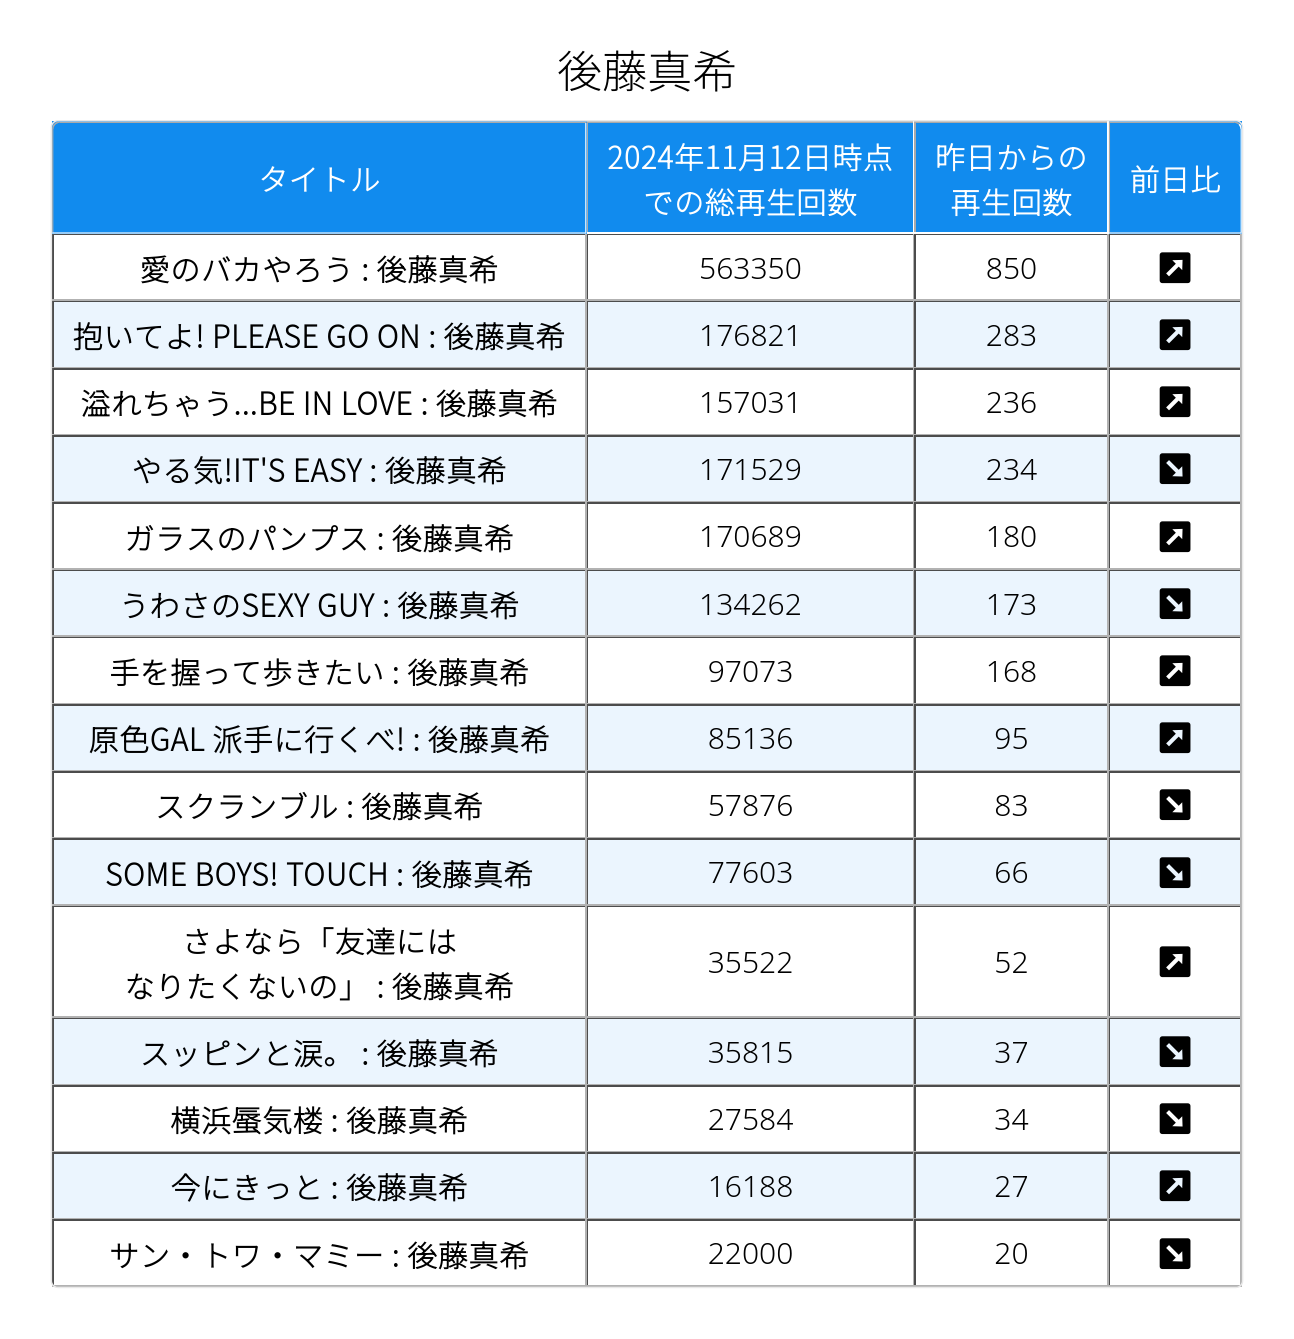 後藤真希
タイトル
2024年11月12日時点
での総再生回数
昨日からの
再生回数
前日比
愛のバカやろう : 後藤真希 563350 850
抱いてよ! PLEASE GO ON : 後藤真希 176821 283
溢れちゃう...BE IN LOVE : 後藤真希 157031 236
やる気!IT'S EASY : 後藤真希 171529 234
ガラスのパンプス : 後藤真希 170689 180
うわさのSEXY GUY : 後藤真希 134262 173
手を握って歩きたい : 後藤真希 97073 168
原色GAL 派手に行くべ! : 後藤真希 85136 95
スクランブル : 後藤真希 57876 83
SOME BOYS! TOUCH : 後藤真希 77603 66
さよなら「友達には
なりたくないの」 : 後藤真希 35522 52
スッピンと涙。 : 後藤真希 35815 37
横浜蜃気楼 : 後藤真希 27584 34
今にきっと : 後藤真希 16188 27
サン・トワ・マミー : 後藤真希 22000 20